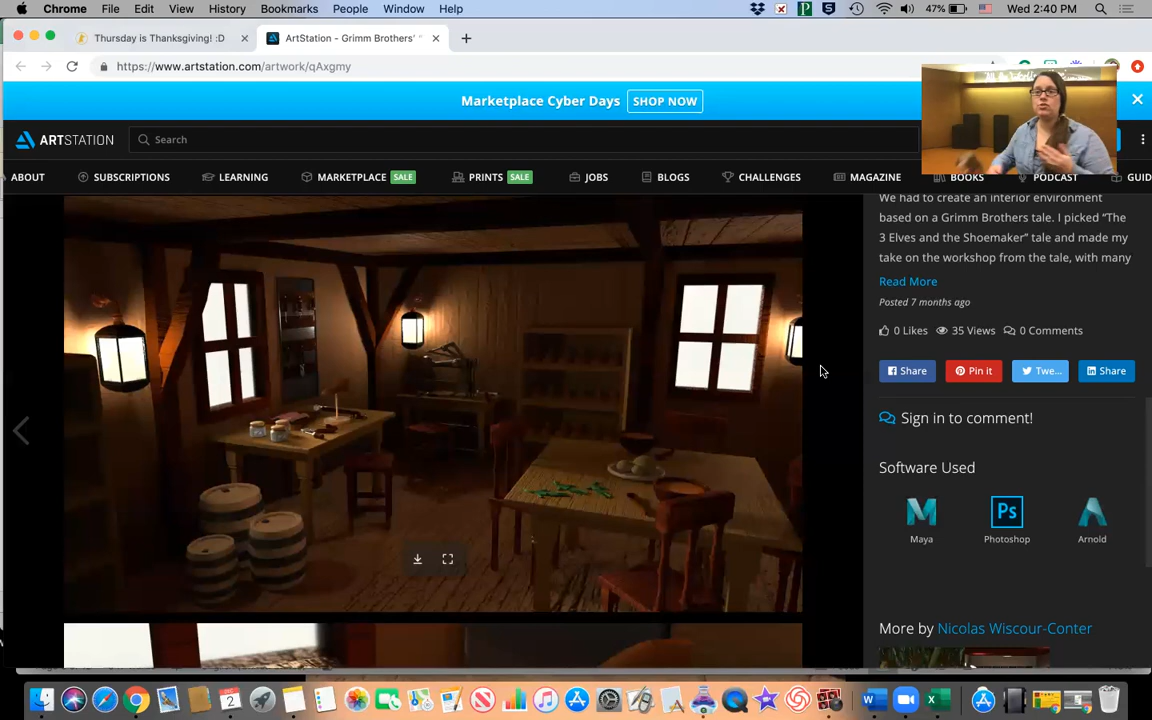 Chrome File Edit View History Bookmarks People Window Help
47% Wed 2:40 PM
Thursday is Thanksgiving! :D
ArtStation - Grimm Brothers' "
https://www.artstation.com/artwork/qAxgmy
Marketplace Cyber Days SHOP NOW
ARTSTATION Search
ABOUT SUBSCRIPTIONS LEARNING MARKETPLACE SALE PRINTS SALE JOBS BLOGS CHALLENGES MAGAZINE BOOKS PODCAST GUID
We had to create an interior environment
based on a Grimm Brothers tale. I picked “The
3 Elves and the Shoemaker” tale and made my
take on the workshop from the tale, with many
Read More
Posted 7 months ago
0 Likes 35 Views 0 Comments
Share Pin it Twe... Share
Sign in to comment!
Software Used
Ps
Maya Photoshop Arnold
More by Nicolas Wiscour-Conter